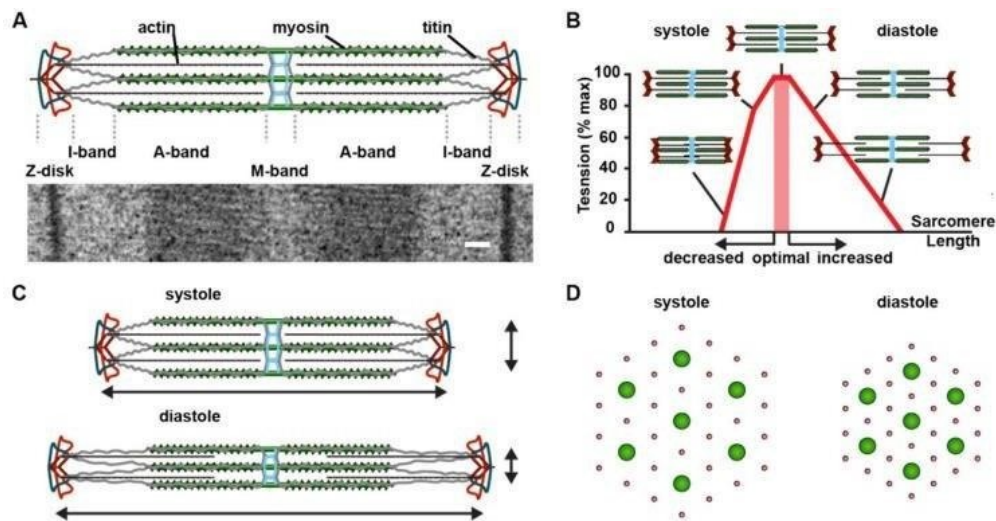 A
actin
myosin
titin
I-band
A-band
A-band
I-band
Z-disk
M-band
Z-disk
B
systole
diastole
Tesnsion (% max)
100
80
60
40
20
0
Sarcomere
Length
decreased
optimal
increased
C
systole
diastole
D
systole
diastole